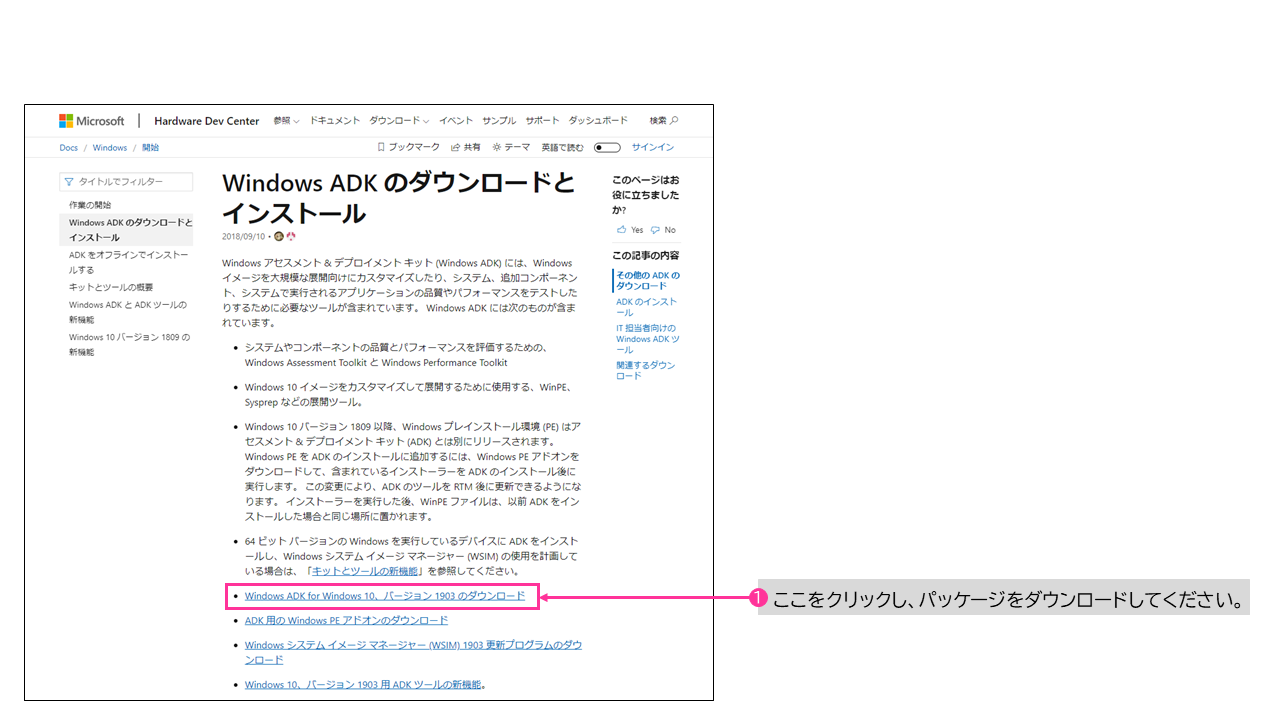 Microsoft | Hardware Dev Center 参照 ドキュメント ダウンロード イベント サンプル サポート ダッシュボード 検索
Docs / Windows / 開始 ブックマーク 共有 テーマ 英語で読む サインイン
タイトルでフィルター
作業の開始
Windows ADK のダウンロードと
インストール
ADK をオフラインでインストー
ルする
キットとツールの概要
Windows ADK と ADK ツールの
新機能
Windows 10 バージョン 1809 の
新機能
Windows ADK のダウンロードと
インストール
2018/09/10 •
Windows アセスメント & デプロイメント キット (Windows ADK) には、Windows
イメージを大規模な展開向けにカスタマイズしたり、システム、追加コンポーネン
ト、システムで実行されるアプリケーションの品質やパフォーマンスをテストした
りするために必要なツールが含まれています。 Windows ADK には次のものが含ま
れています。
• システムやコンポーネントの品質とパフォーマンスを評価するための、
Windows Assessment Toolkit と Windows Performance Toolkit
• Windows 10 イメージをカスタマイズして展開するために使用する、WinPE、
Sysprep などの展開ツール。
• Windows 10 バージョン 1809 以降、Windows プレインストール環境 (PE) はア
セスメント & デプロイメント キット (ADK) とは別にリリースされます。
Windows PE を ADK のインストールに追加するには、Windows PE アドオンを
ダウンロードして、含まれているインストーラーを ADK のインストール後に
実行します。 この変更により、ADK のツールを RTM 後に更新できるようにな
ります。 インストーラーを実行した後、WinPE ファイルは、以前 ADK をイン
ストールした場合と同じ場所に置かれます。
• 64 ビット バージョンの Windows を実行しているデバイスに ADK をインスト
ールし、Windows システム イメージ マネージャー (WSIM) の使用を計画して
いる場合は、「キットとツールの新機能」を参照してください。
• Windows ADK for Windows 10、バージョン 1903 のダウンロード
• ADK 用の Windows PE アドオンのダウンロード
• Windows システム イメージ マネージャー (WSIM) 1903 更新プログラムのダウ
ンロード
• Windows 10、バージョン 1903 用 ADK ツールの新機能。
このページはお
役に立ちました
か?
Yes No
この記事の内容
その他の ADK の
ダウンロード
ADK のインスト
ール
IT 担当者向けの
Windows ADK ツ
ール
関連するダウン
ロード
1 ここをクリックし、パッケージをダウンロードしてください。